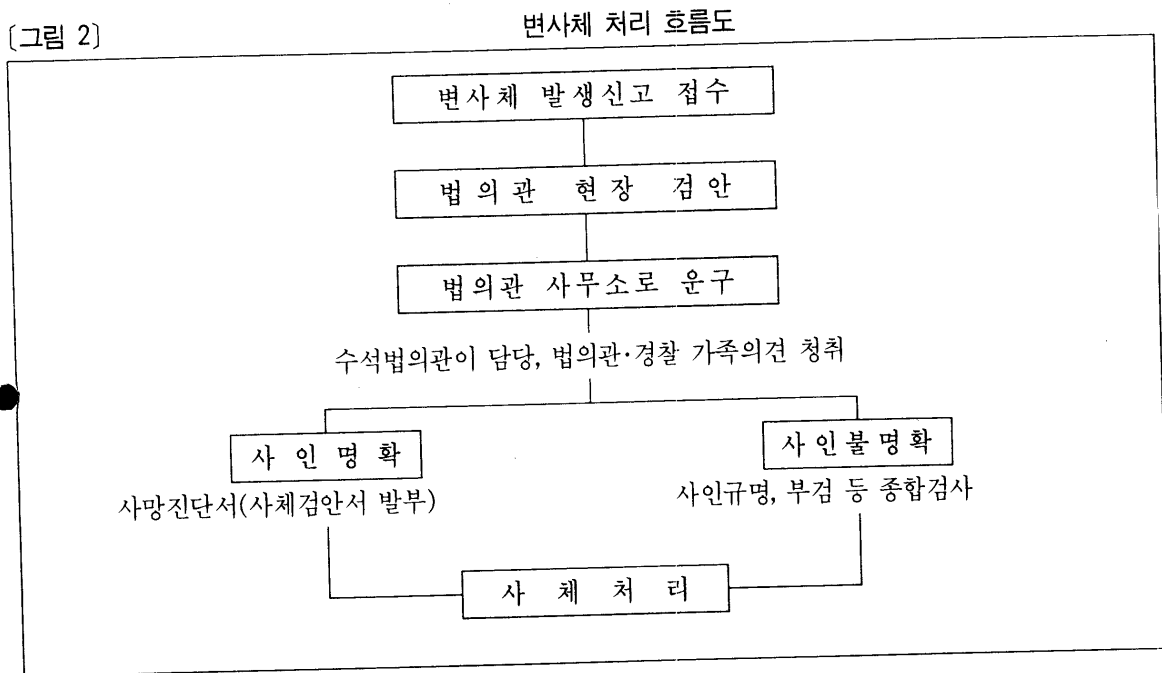 〔그림 2〕
변사체 처리 흐름도
변사체 발생신고 접수
법의관 현장 검안
법의관 사무소로 운구
수석법의관이 담당, 법의관·경찰 가족의견 청취
사인명확
사인불명확
사망진단서(사체검안서 발부)
사인규명, 부검 등 종합검사
사체처리